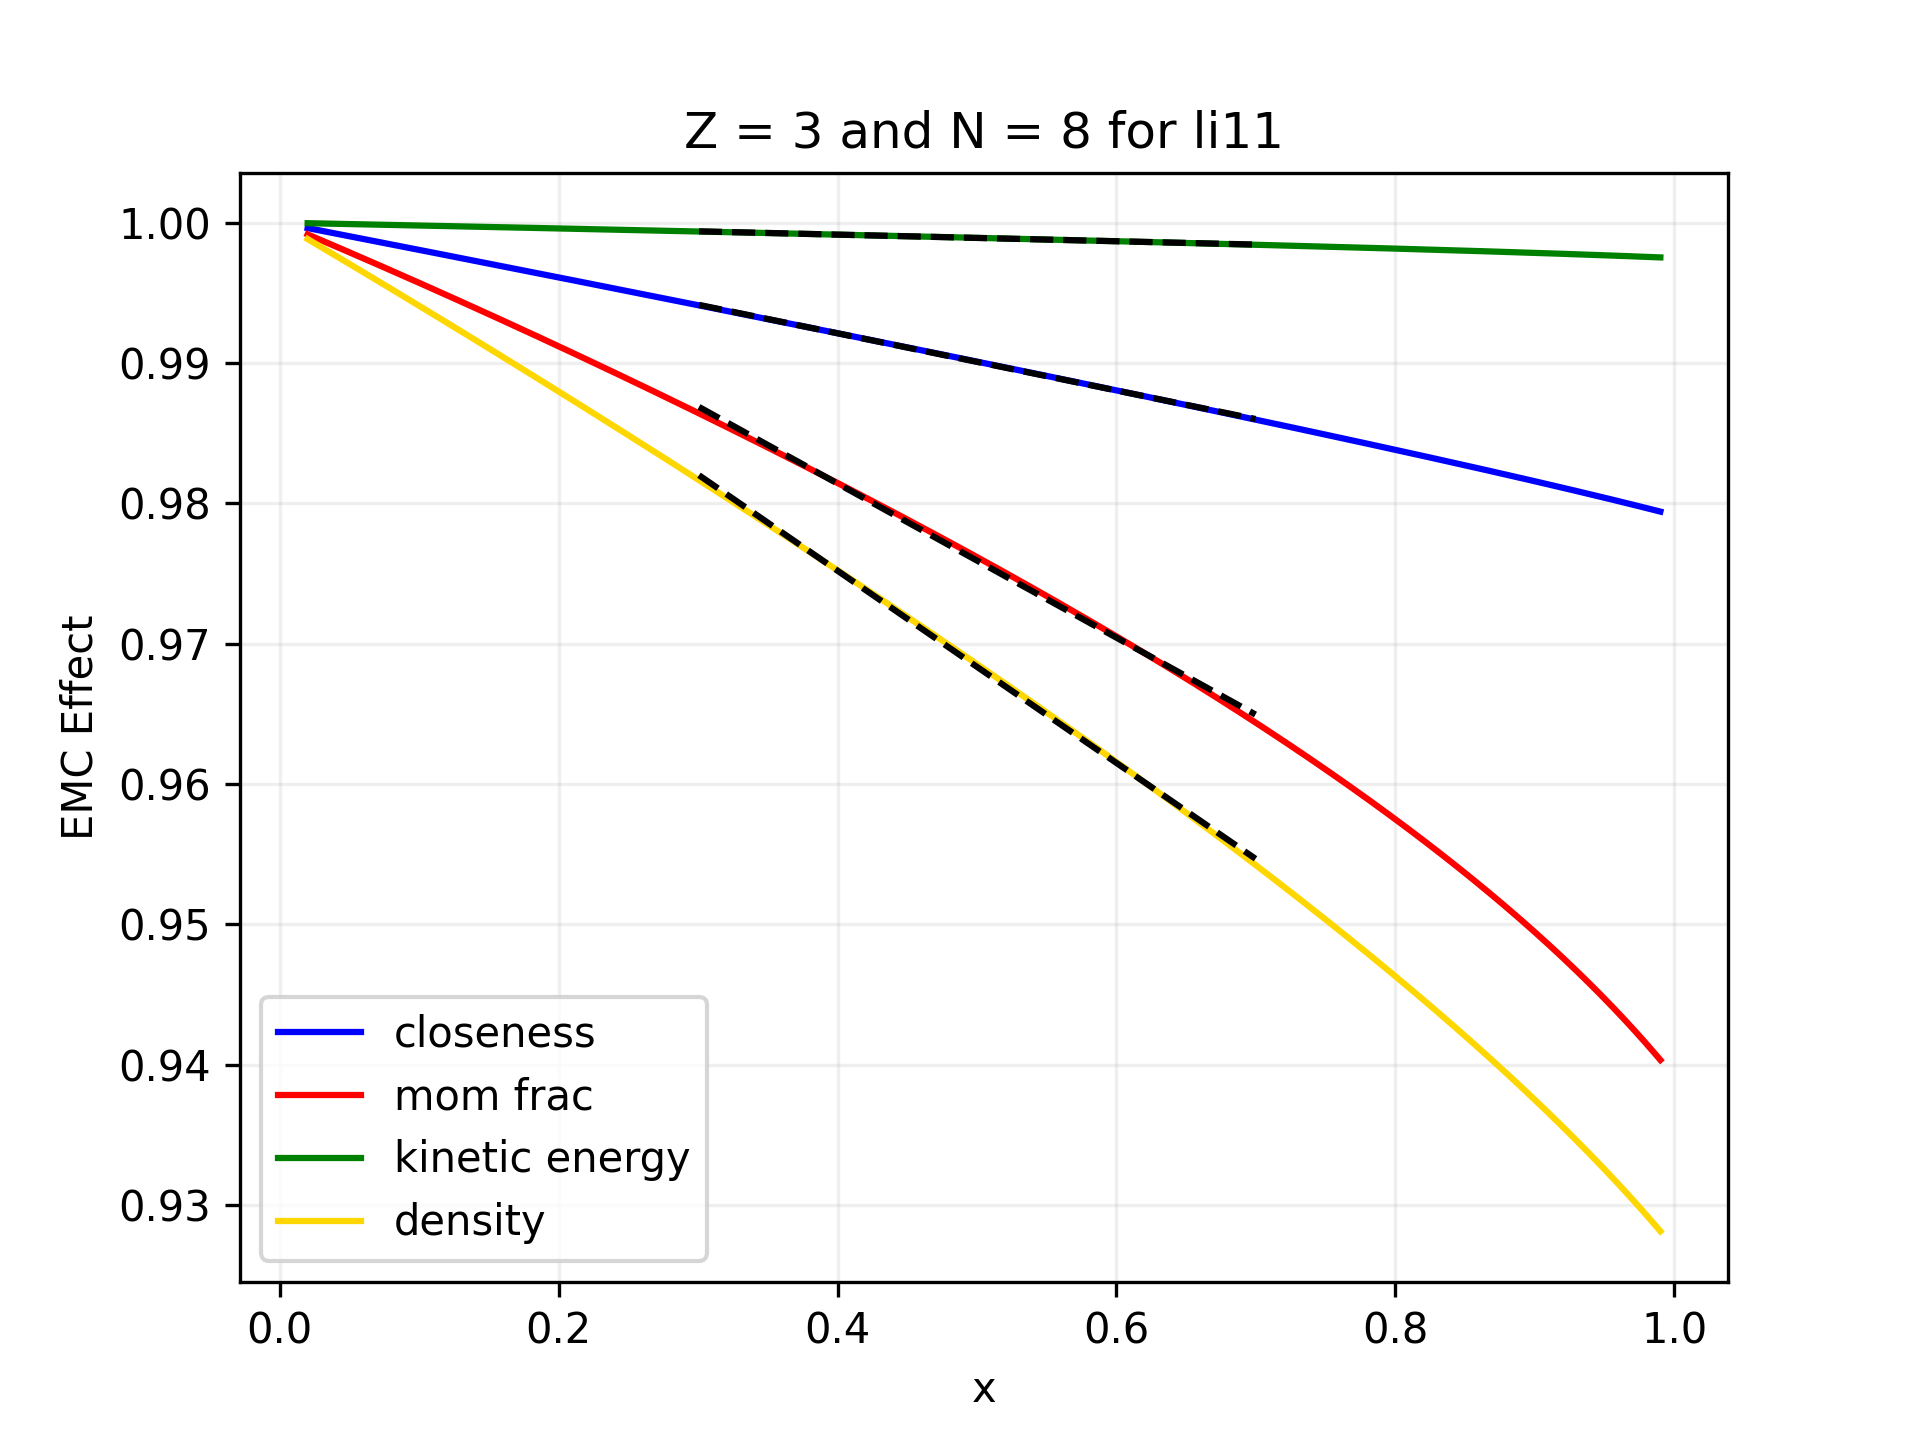 Z = 3 and N = 8 for li11
EMC Effect
1.00
0.99
0.98
0.97
0.96
0.95
0.94
0.93
closeness
mom frac
kinetic energy
density
0.0 0.2 0.4 0.6 0.8 1.0
x